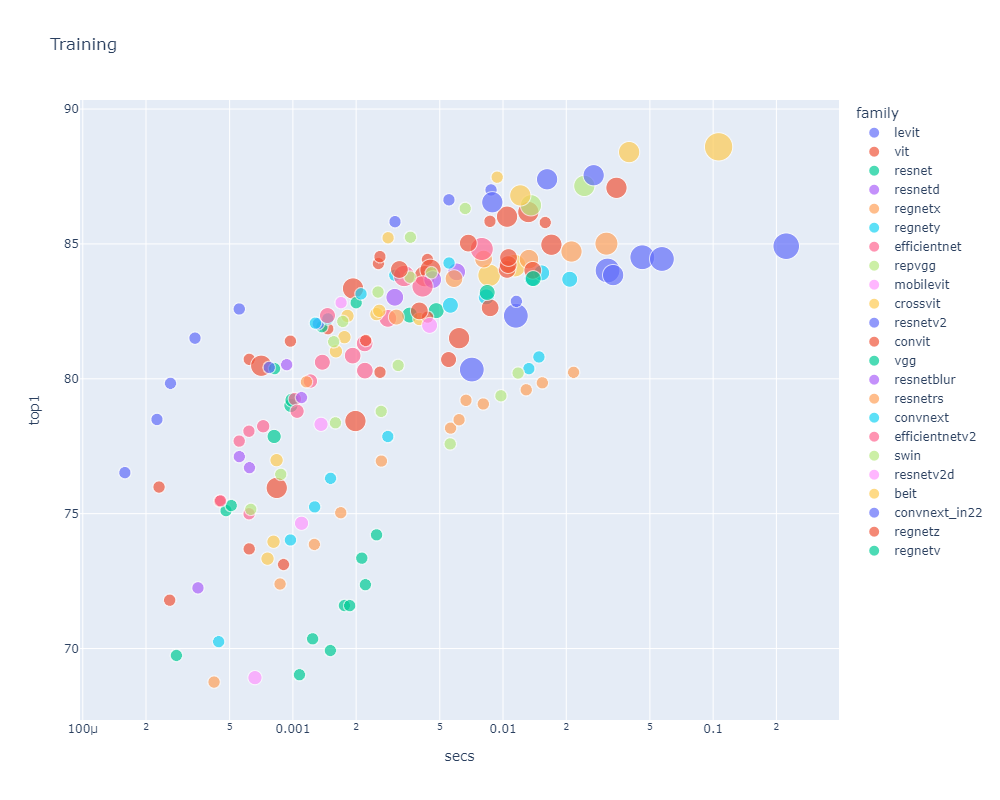 Training
family
levit
vit
resnet
resnetd
regnetx
regnety
efficientnet
repvgg
mobilevit
crossvit
resnetv2
convit
vgg
resnetblur
resnetrs
convnext
efficientnetv2
swin
resnetv2d
beit
convnext_in22
regnetz
regnetv
top1
90
85
80
75
70
100μ 2 5 0.001 2 5 0.01 2 5 0.1 2
secs